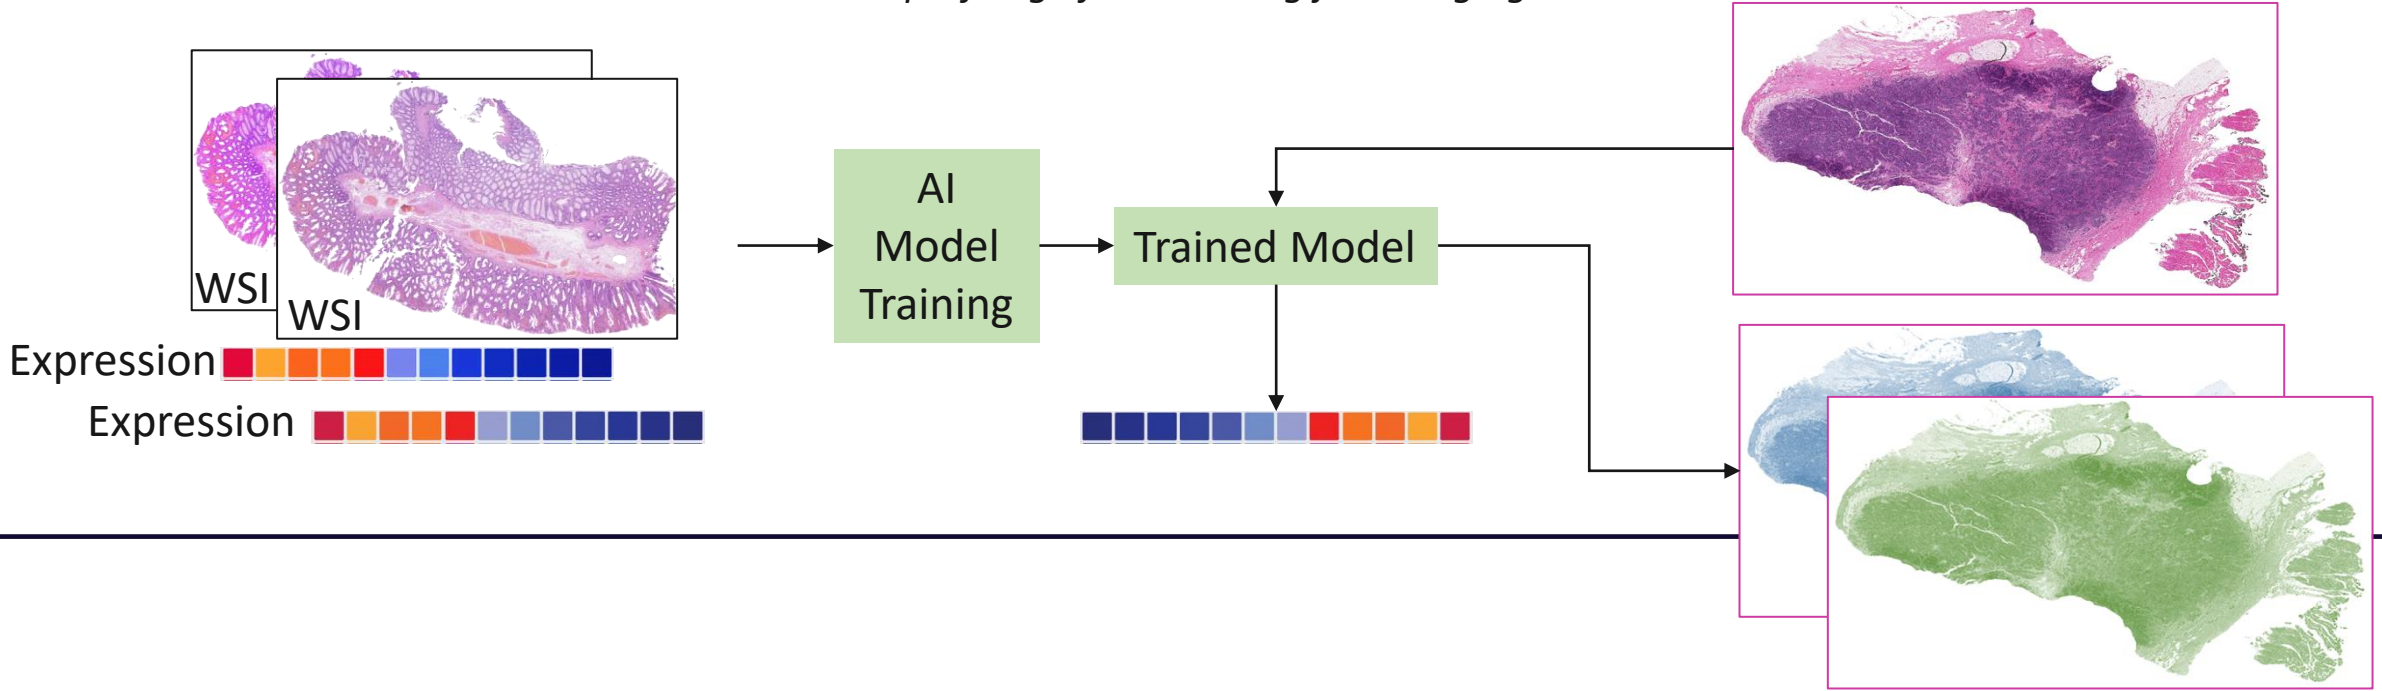 WSI
WSI
Expression
Expression
AI
Model
Training
Trained Model